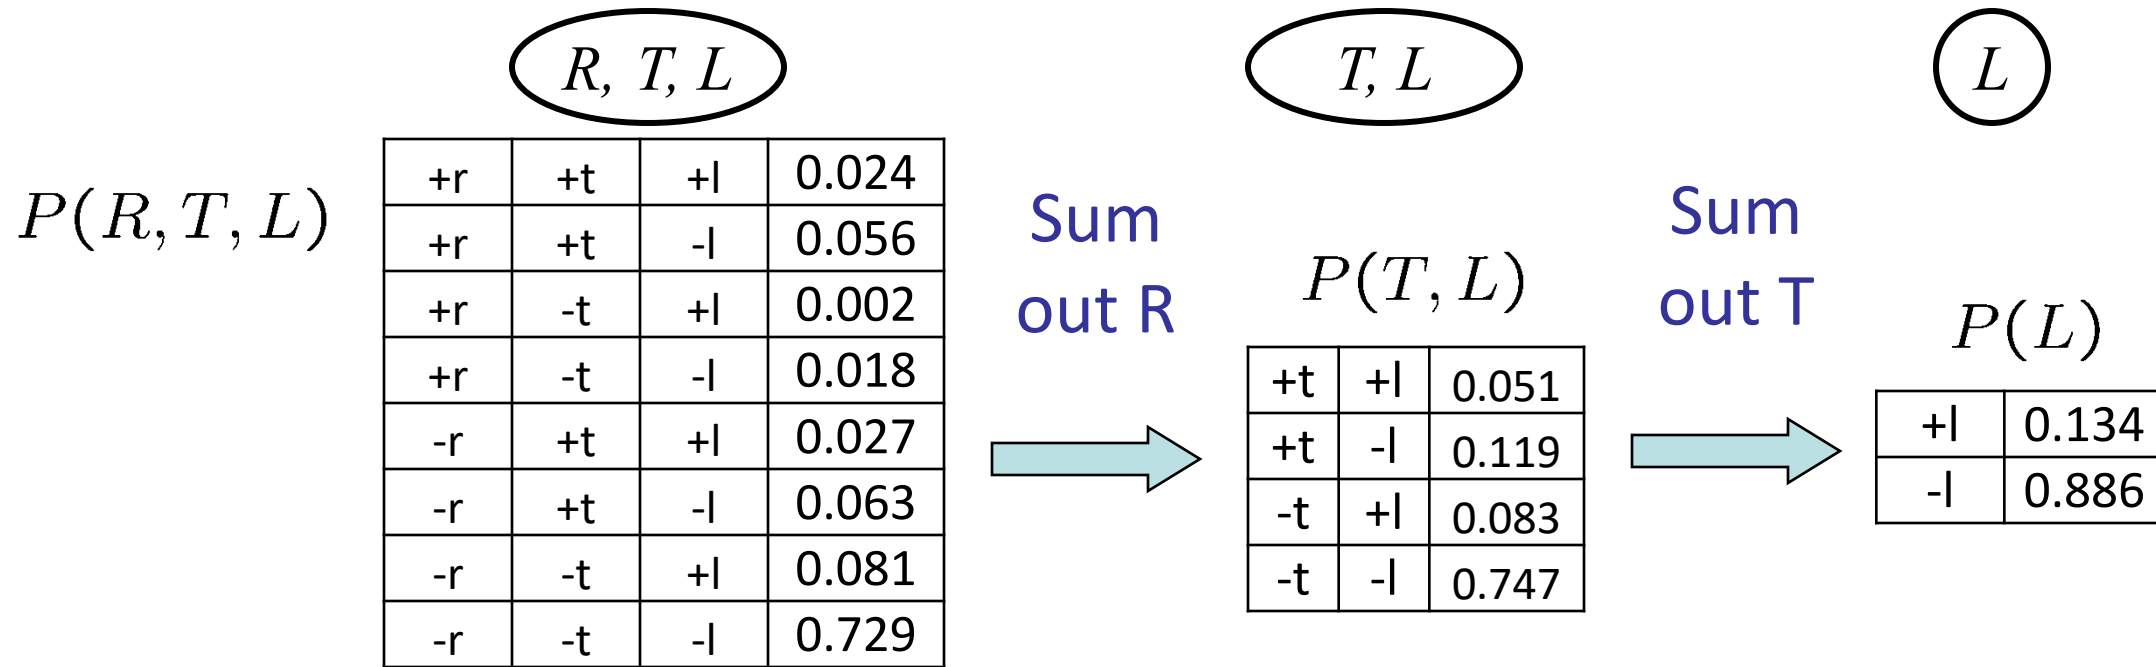 R, T, L
P(R, T, L)
+r +t +l 0.024
+r +t -l 0.056
+r -t +l 0.002
+r -t -l 0.018
-r +t +l 0.027
-r +t -l 0.063
-r -t +l 0.081
-r -t -l 0.729
Sum
out R
T, L
P(T, L)
+t +l 0.051
+t -l 0.119
-t +l 0.083
-t -l 0.747
Sum
out T
L
P(L)
+l 0.134
-l 0.886